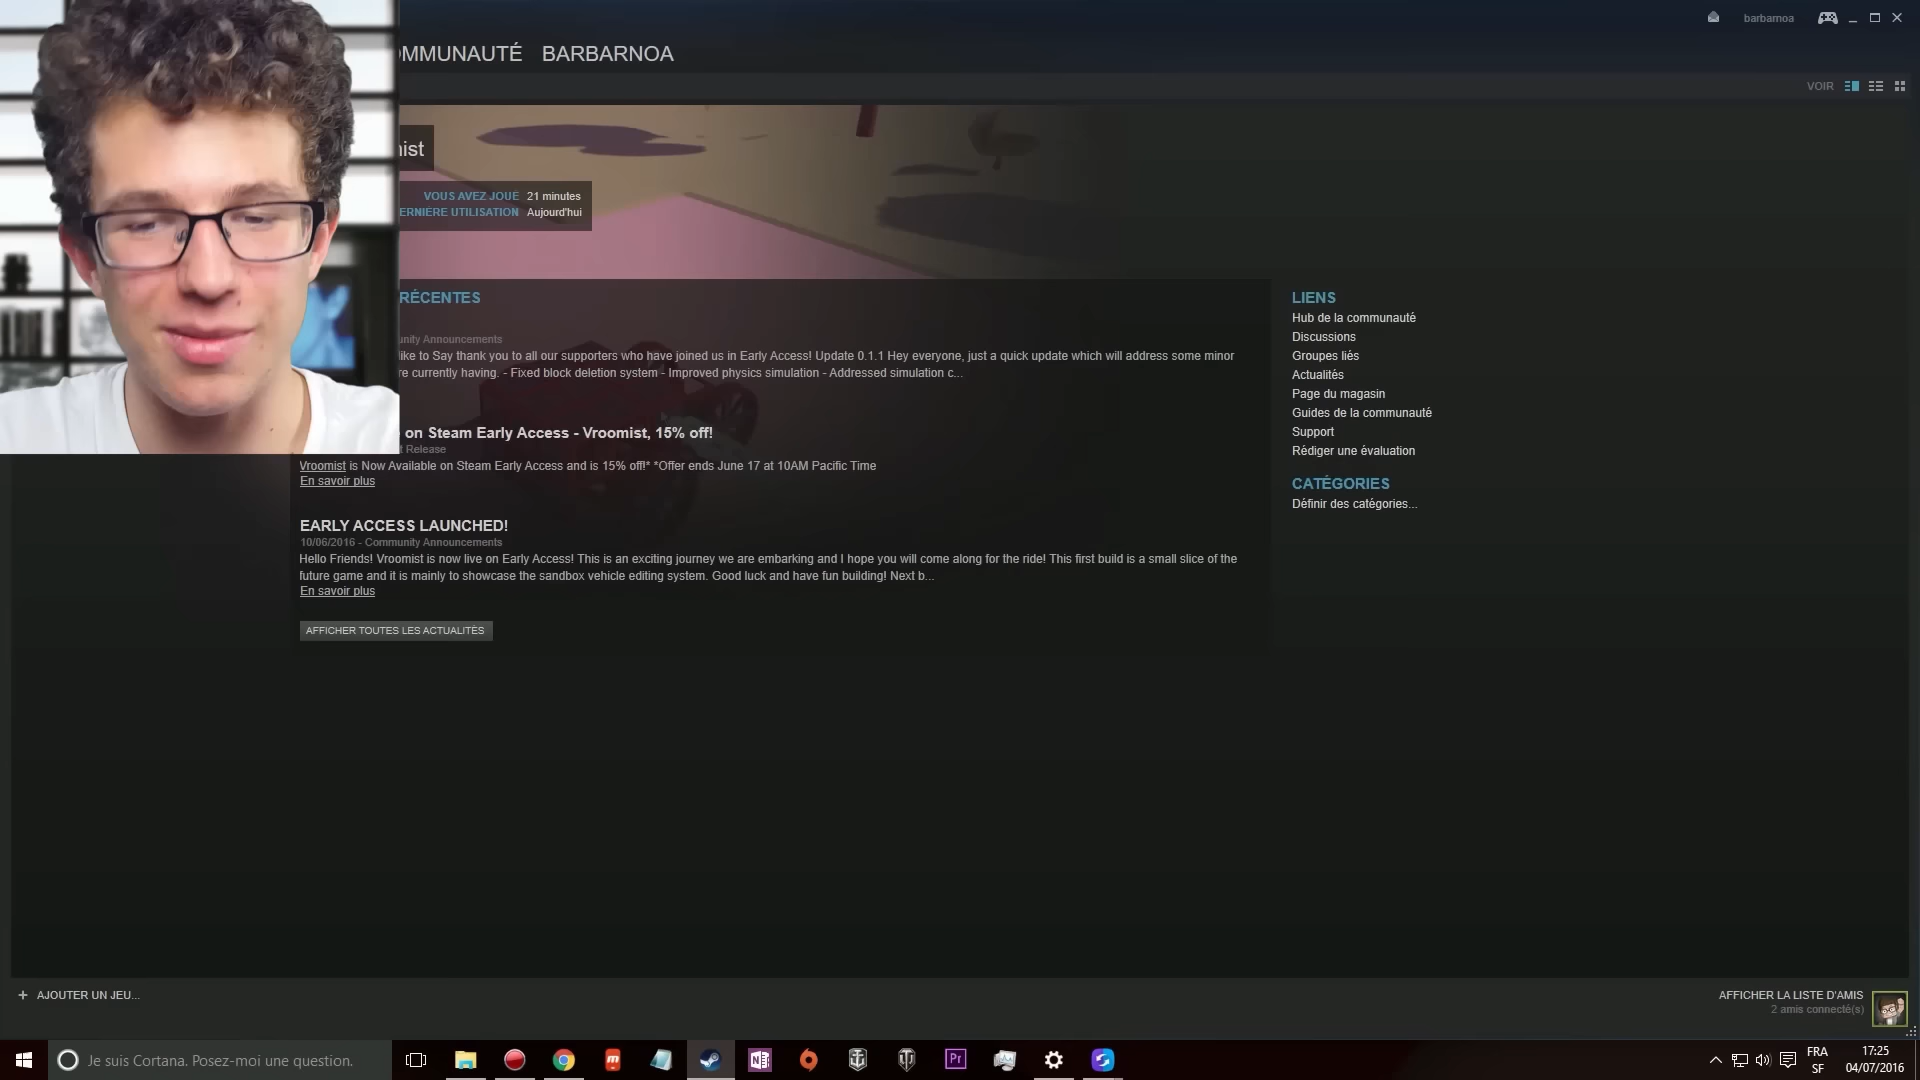 barbarnoa
OMMUNAUTÉ BARBARNOA
VOIR
nist
VOUS AVEZ JOUÉ 21 minutes
ERNIÈRE UTILISATION Aujourd'hui
RÉCENTES
unity Announcements
like to Say thank you to all our supporters who have joined us in Early Access! Update 0.1.1 Hey everyone, just a quick update which will address some minor
re currently having. - Fixed block deletion system - Improved physics simulation - Addressed simulation c...
e on Steam Early Access - Vroomist, 15% off!
t Release
Vroomist is Now Available on Steam Early Access and is 15% off!* *Offer ends June 17 at 10AM Pacific Time
En savoir plus
EARLY ACCESS LAUNCHED!
10/06/2016 - Community Announcements
Hello Friends! Vroomist is now live on Early Access! This is an exciting journey we are embarking and I hope you will come along for the ride! This first build is a small slice of the
future game and it is mainly to showcase the sandbox vehicle editing system. Good luck and have fun building! Next b...
En savoir plus
AFFICHER TOUTES LES ACTUALITÉS
LIENS
Hub de la communauté
Discussions
Groupes liés
Actualités
Page du magasin
Guides de la communauté
Support
Rédiger une évaluation
CATÉGORIES
Définir des catégories...
+ AJOUTER UN JEU...
AFFICHER LA LISTE D'AMIS
2 amis connecté(s)
Je suis Cortana. Posez-moi une question.
Pr
FRA
SF
17:25
04/07/2016